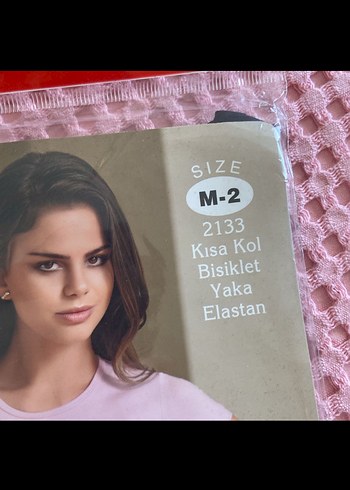 SIZE
M-2
2133
Kısa Kol
Bisiklet
Yaka
Elastan